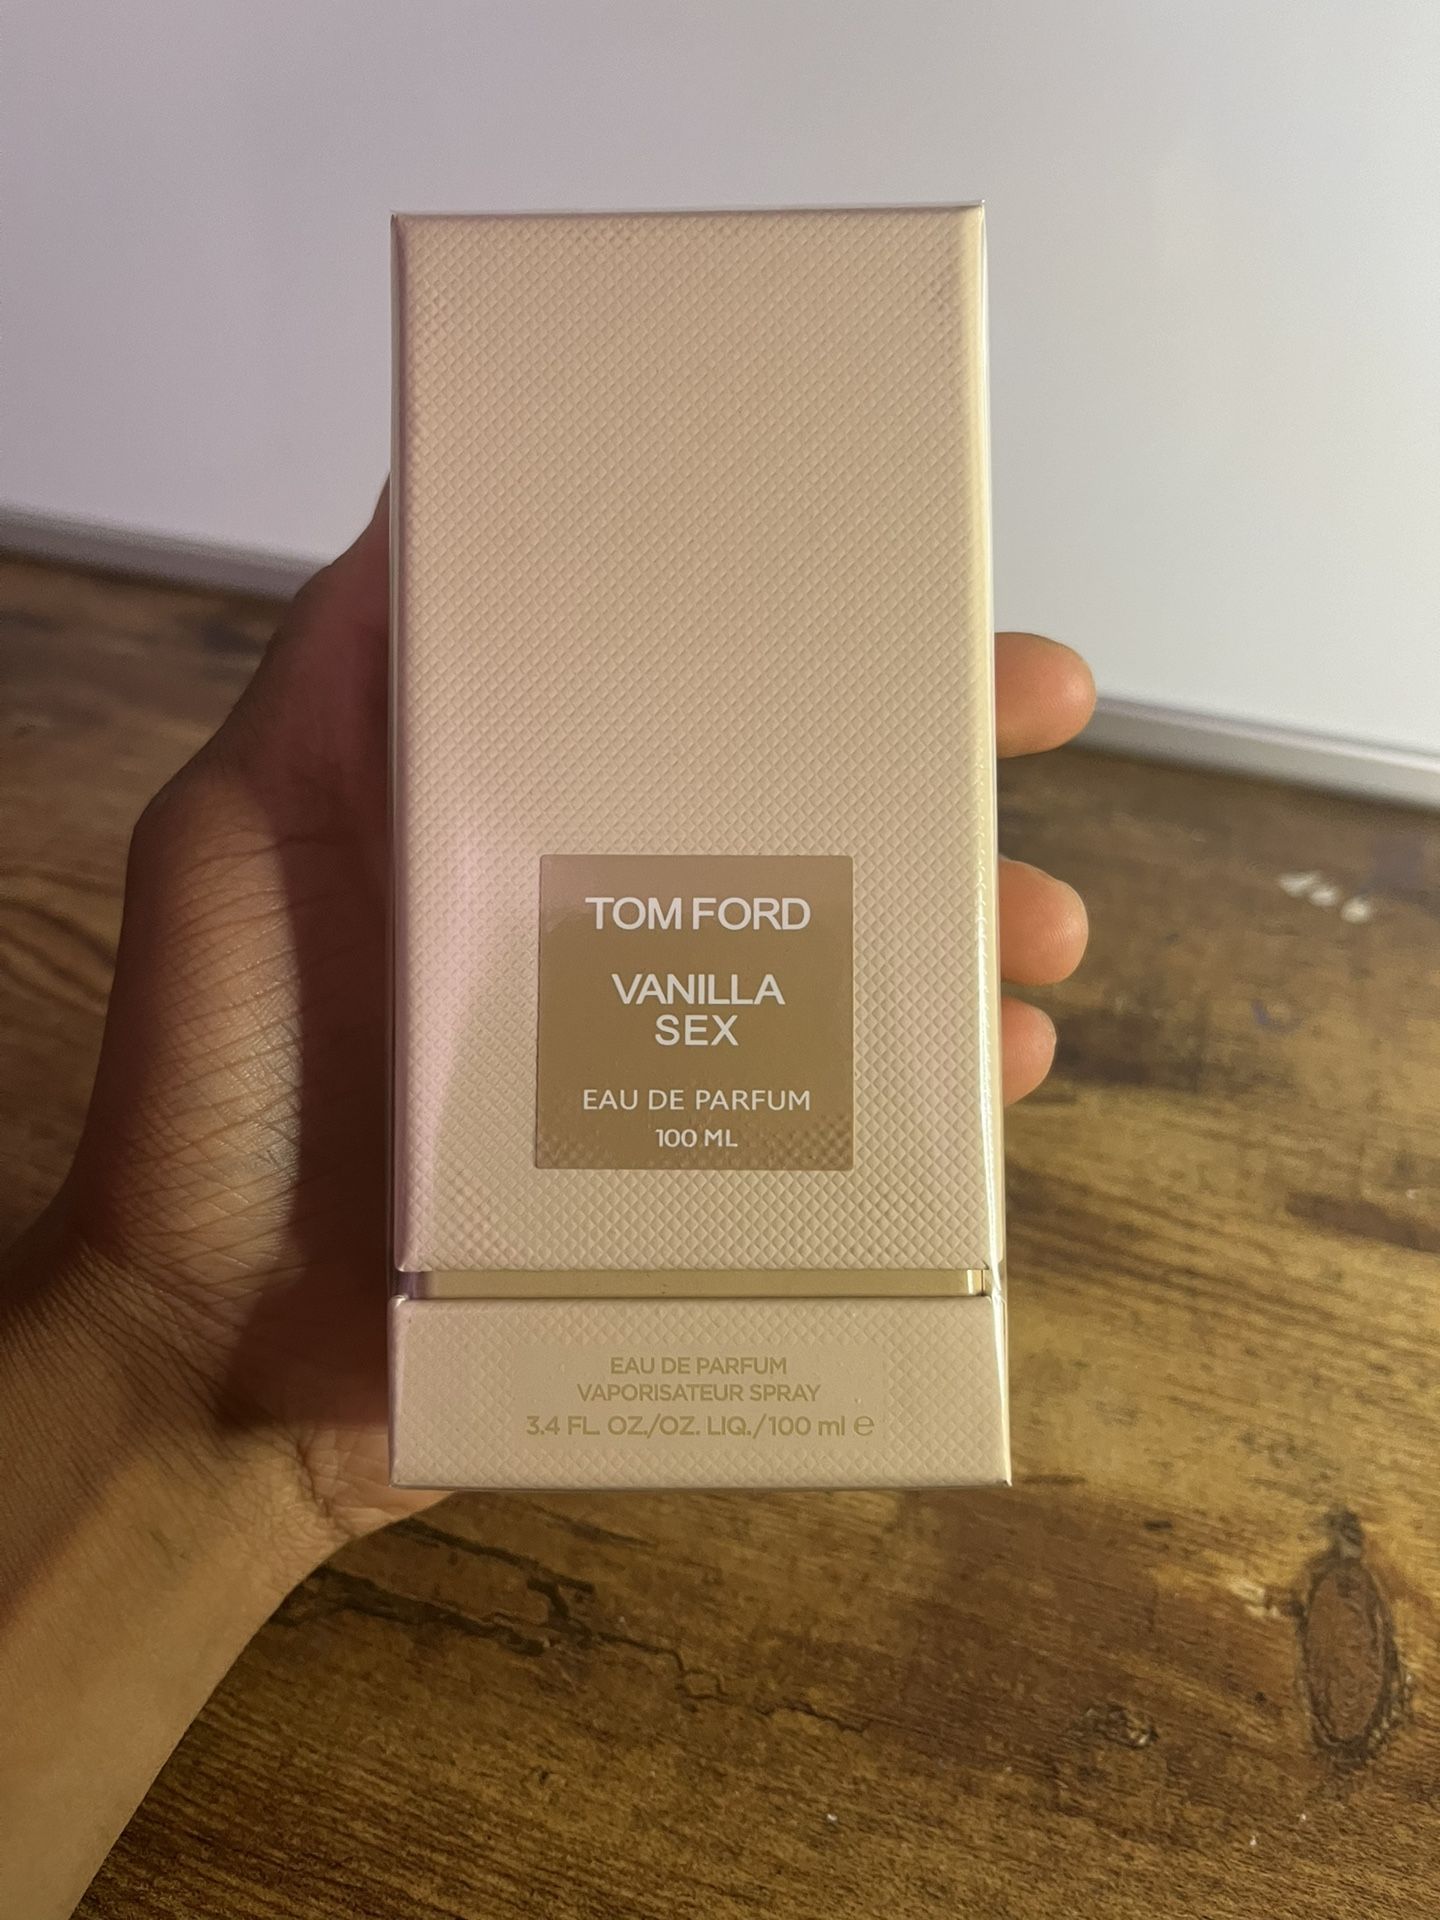 TOM FORD
VANILLA
SEX
EAU DE PARFUM
100 ML
EAU DE PARFUM
VAPORISATEUR SPRAY
3.4 FL. OZ./OZ. LIQ./100 ml ℮